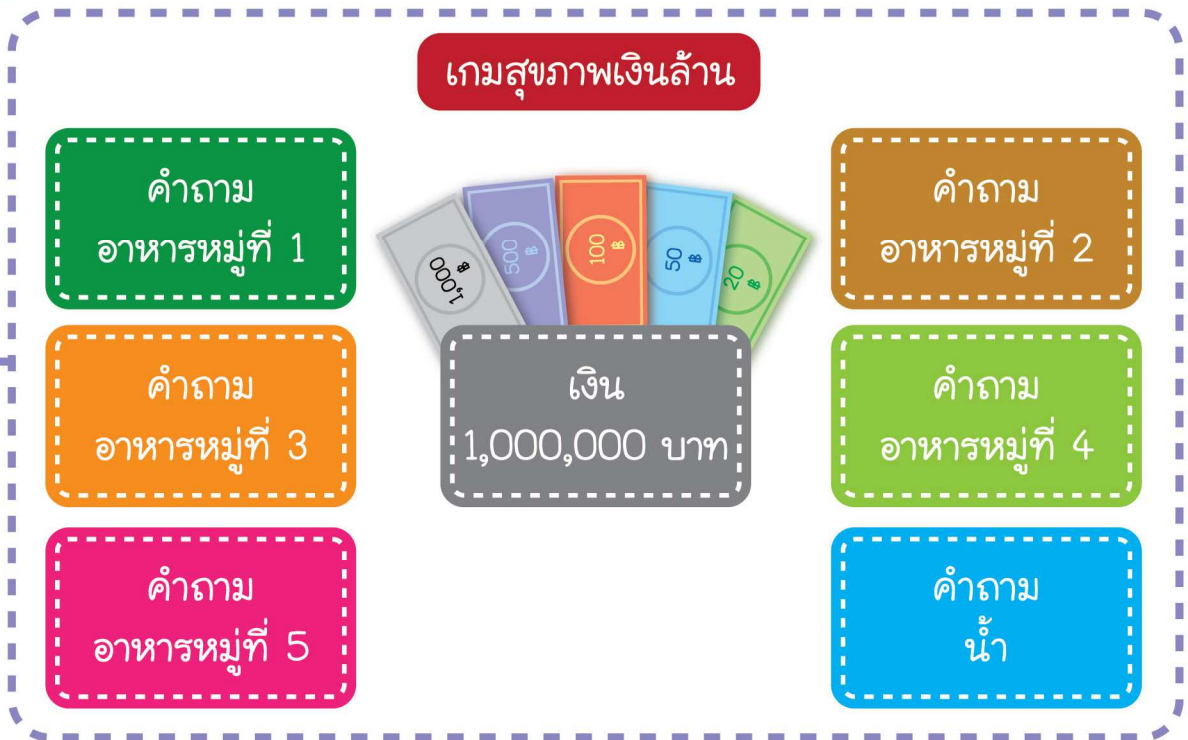 เกมสุขภาพเงินล้าน
คำถาม
อาหารหมู่ที่ 1
คำถาม
อาหารหมู่ที่ 2
1,000
฿
500
฿
100
฿
50
฿
20
฿
คำถาม
อาหารหมู่ที่ 3
เงิน
1,000,000 บาท
คำถาม
อาหารหมู่ที่ 4
คำถาม
อาหารหมู่ที่ 5
คำถาม
น้ำ